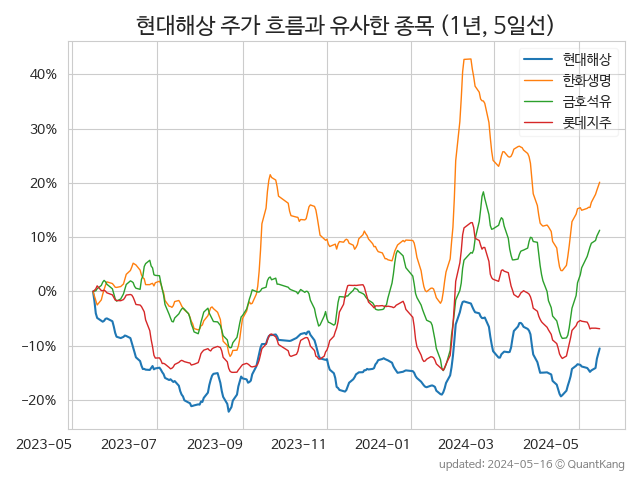 현대해상 주가 흐름과 유사한 종목 (1년, 5일선)
현대해상
한화생명
금호석유
롯데지주
40%
30%
20%
10%
0%
−10%
−20%
2023-05 2023-07 2023-09 2023-11 2024-01 2024-03 2024-05
updated: 2024-05-16 © QuantKang